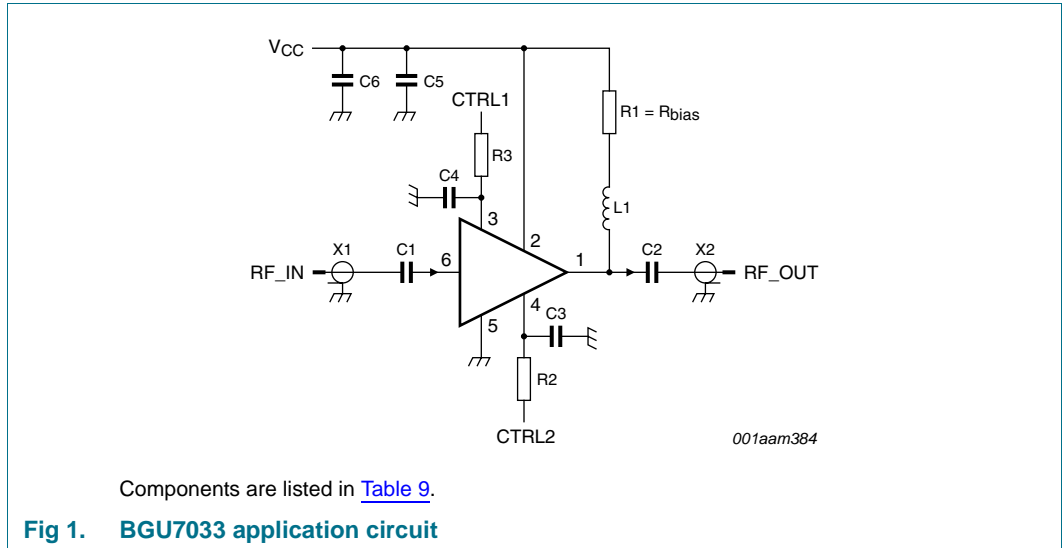 VCC
C6
C5
CTRL1
R1 = Rbias
R3
C4
L1
3
2
X1
C1
C2
X2
RF_IN
6
1
RF_OUT
4
C3
5
R2
CTRL2
001aam384
Components are listed in Table 9.
Fig 1. BGU7033 application circuit